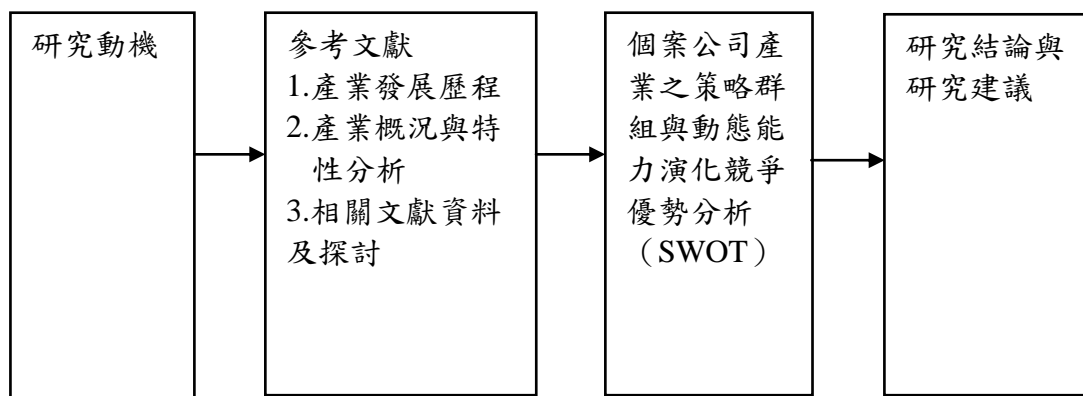 研究動機
參考文獻
1.產業發展歷程
2.產業概況與特
性分析
3.相關文獻資料
及探討
個案公司產
業之策略群
組與動態能
力演化競爭
優勢分析
（SWOT）
研究結論與
研究建議